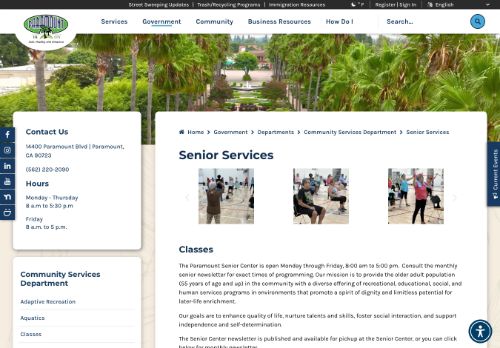 Street Sweeping Updates | Trash/Recycling Programs | Immigration Resources
°F | Register | Sign In | English
PARAMOUNT
Services Government Community Business Resources How Do I Search...
Contact Us
14400 Paramount Blvd | Paramount,
CA 90723
(562) 220-2090
Hours
Monday - Thursday
8 a.m to 5:30 p.m
Friday
8 a.m. to 5 p.m.
Community Services
Department
Adaptive Recreation
Aquatics
Classes
Home > Government > Departments > Community Services Department > Senior Services
Senior Services
Classes
The Paramount Senior Center is open Monday through Friday, 8:00 am to 5:00 pm. Consult the monthly
senior newsletter for exact times of programming. Our mission is to provide the older adult population
(55 years of age and up) in the community with a diverse offering of recreational, educational, social, and
human services programs in environments that promote a spirit of dignity and limitless potential for
later-life enrichment.
Our goals are to enhance quality of life, nurture talents and skills, foster social interaction, and support
independence and self-determination.
The Senior Center newsletter is published and available for pickup at the Senior Center, or you can click
below for monthly newsletter.
Current Events